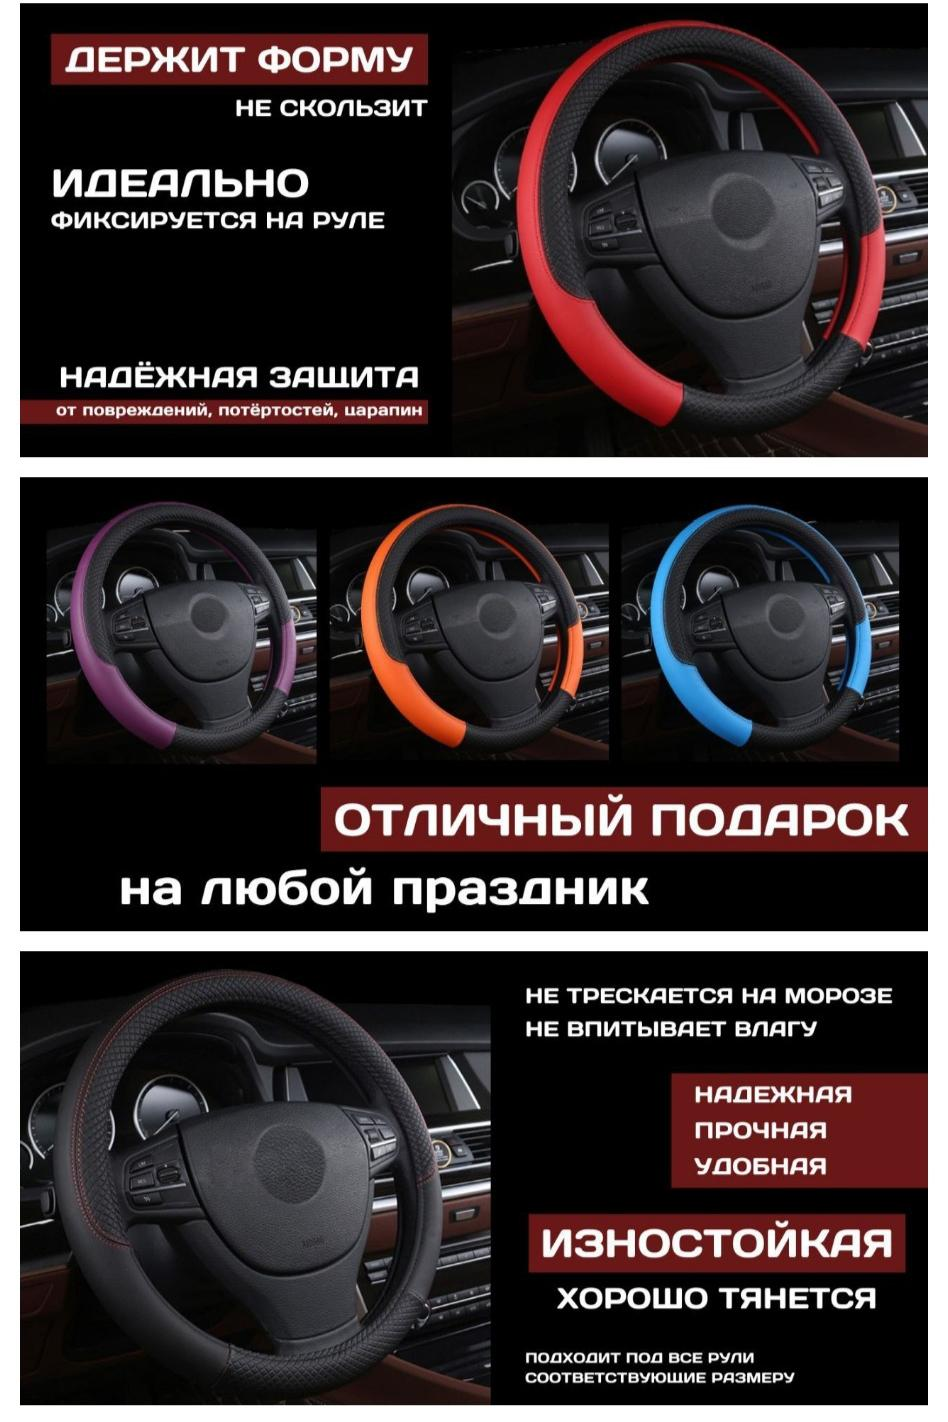 ДЕРЖИТ ФОРМУ
НЕ СКОЛЬЗИТ
ИДЕАЛЬНО
ФИКСИРУЕТСЯ НА РУЛЕ
НАДЁЖНАЯ ЗАЩИТА
от повреждений, потёртостей, царапин
ОТЛИЧНЫЙ ПОДАРОК
на любой праздник
НЕ ТРЕСКАЕТСЯ НА МОРОЗЕ
НЕ ВПИТЫВАЕТ ВЛАГУ
НАДЕЖНАЯ
ПРОЧНАЯ
УДОБНАЯ
ИЗНОСТОЙКАЯ
ХОРОШО ТЯНЕТСЯ
ПОДХОДИТ ПОД ВСЕ РУЛИ
СООТВЕТСТВУЮЩИЕ РАЗМЕРУ